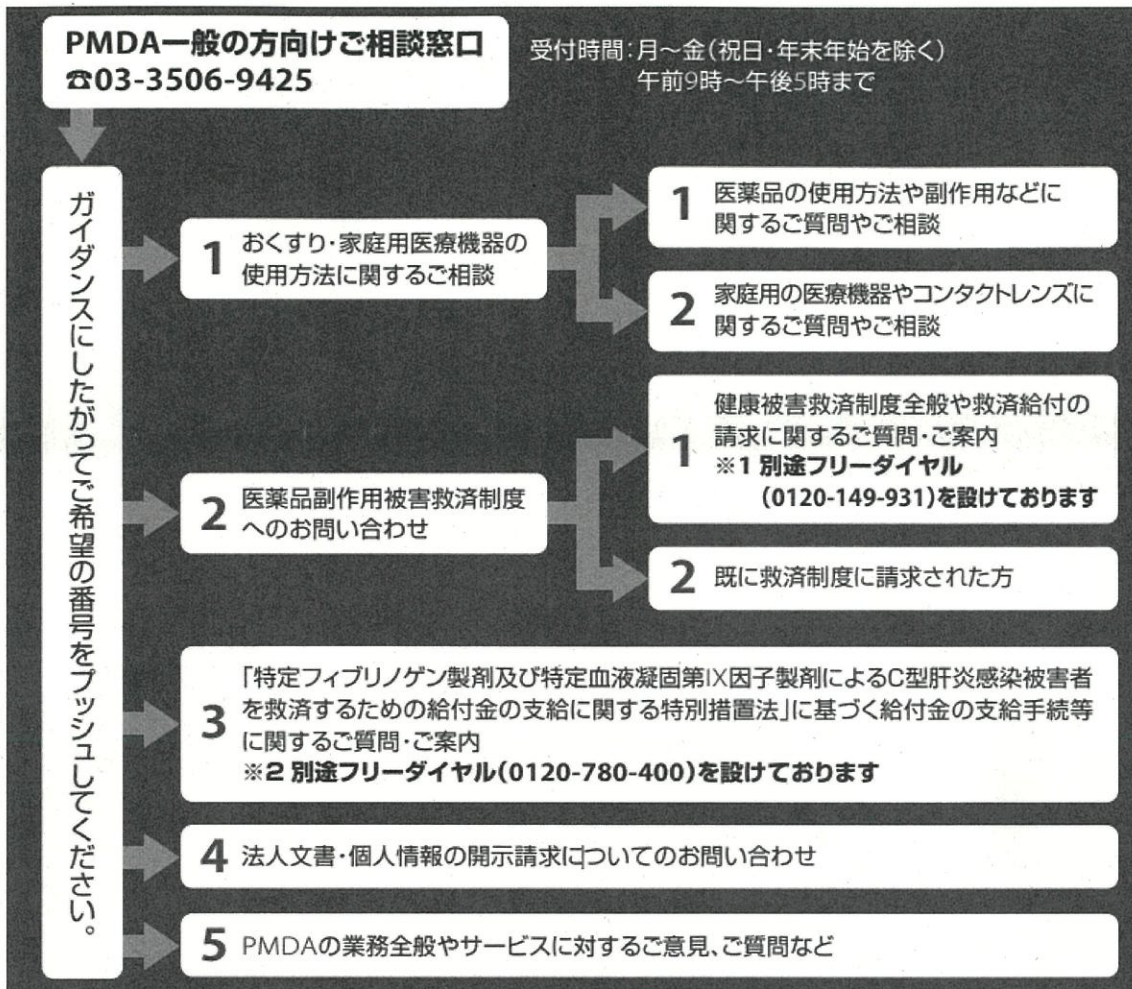 PMDA一般の方向けご相談窓口
☎03-3506-9425
受付時間:月～金(祝日・年末年始を除く)
午前9時～午後5時まで
ガイダンスにしたがってご希望の番号をプッシュしてください。
1 おくすり・家庭用医療機器の
使用方法に関するご相談
1 医薬品の使用方法や副作用などに
関するご質問やご相談
2 家庭用の医療機器やコンタクトレンズに
関するご質問やご相談
2 医薬品副作用被害救済制度
へのお問い合わせ
1 健康被害救済制度全般や救済給付の
請求に関するご質問・ご案内
※1 別途フリーダイヤル
(0120-149-931)を設けております
2 既に救済制度に請求された方
3 「特定フィブリノゲン製剤及び特定血液凝固第Ⅸ因子製剤によるC型肝炎感染被害者
を救済するための給付金の支給に関する特別措置法」に基づく給付金の支給手続等
に関するご質問・ご案内
※2 別途フリーダイヤル(0120-780-400)を設けております
4 法人文書・個人情報の開示請求についてのお問い合わせ
5 PMDAの業務全般やサービスに対するご意見、ご質問など